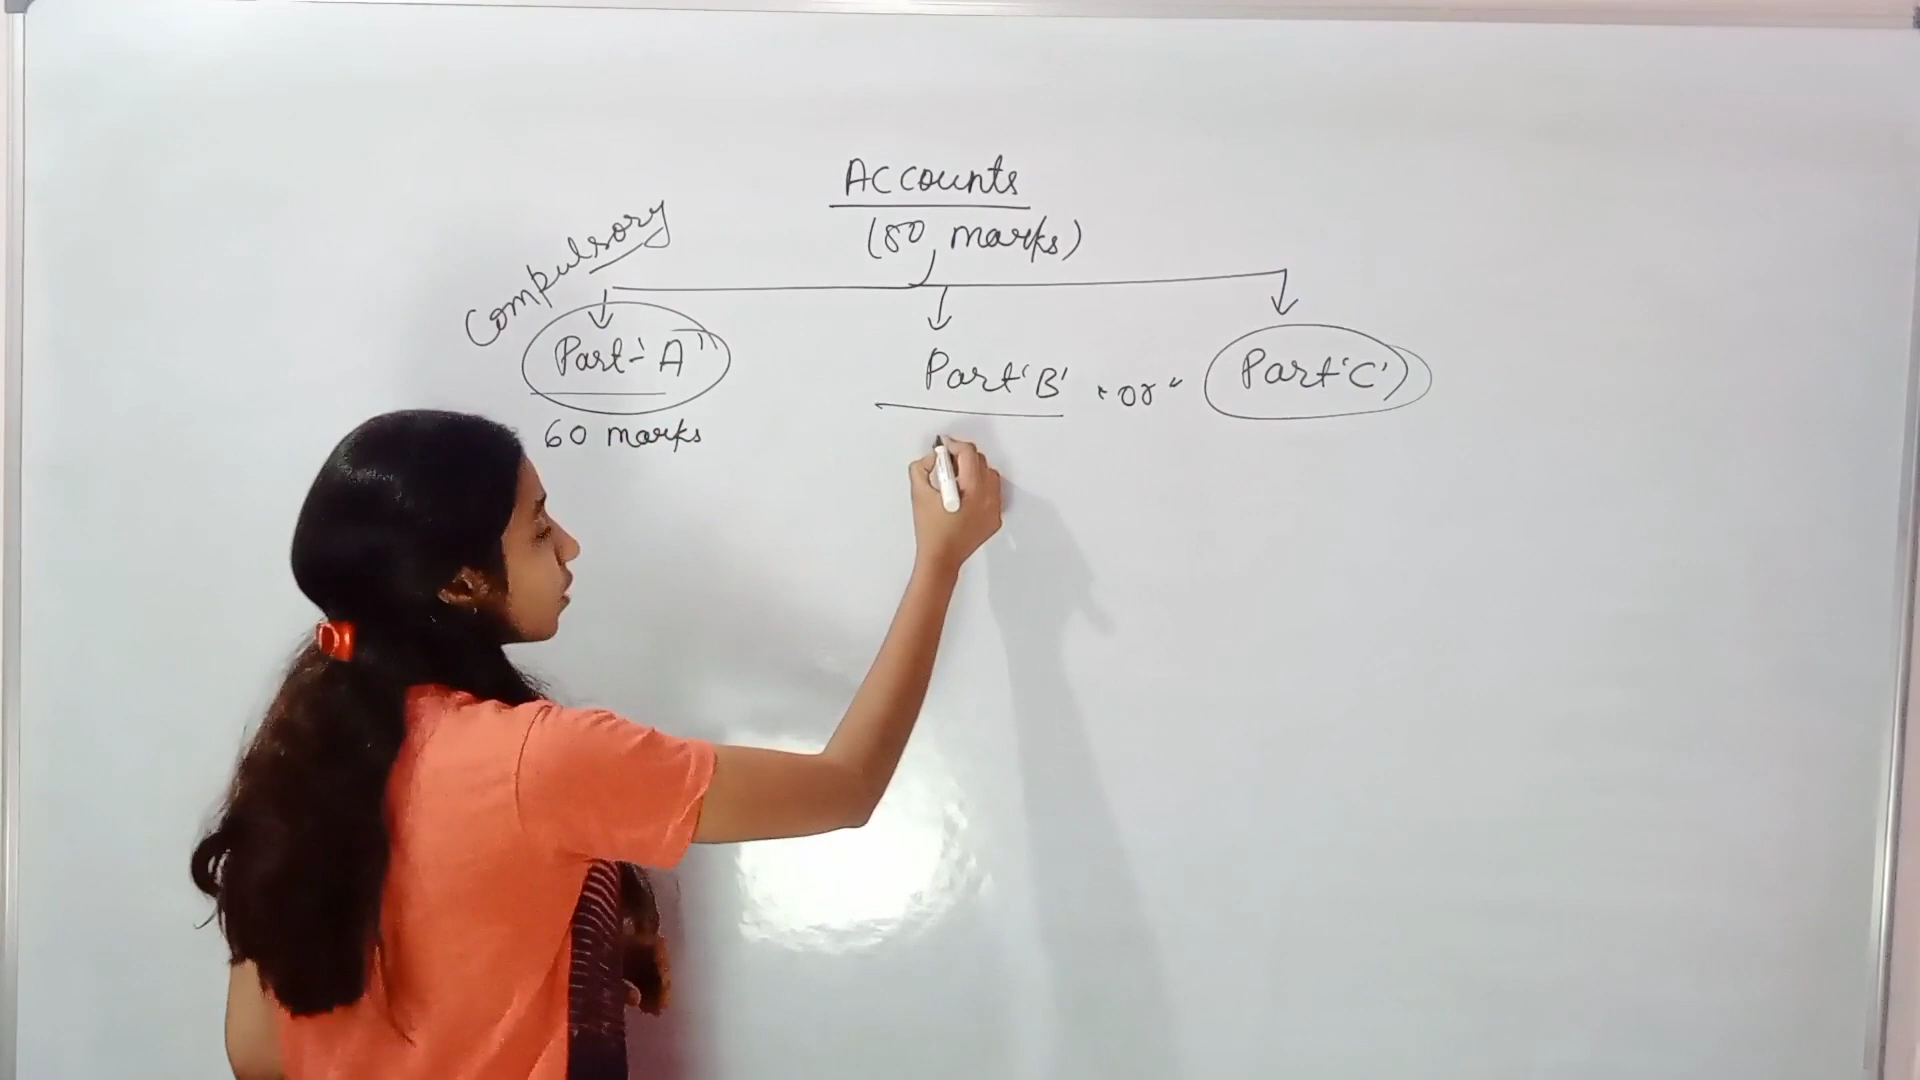 Accounts
(80 marks)
Compulsory
Part-'A"
Part'B' "or" Part'C'
60 marks